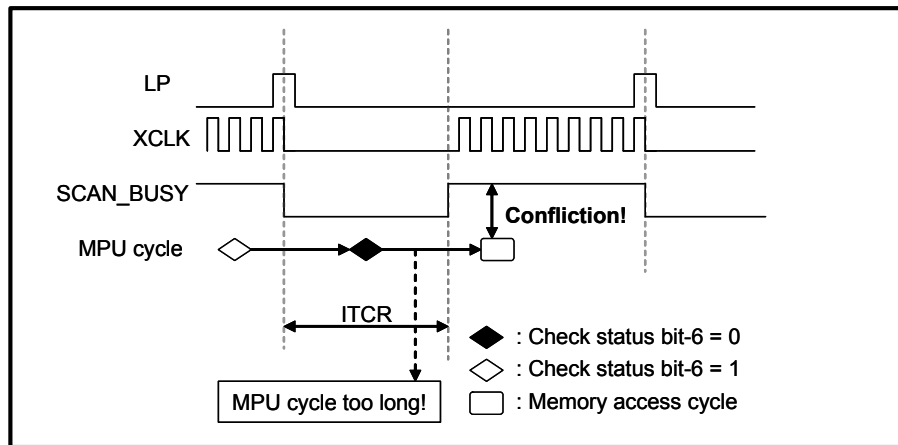 LP
XCLK
SCAN_BUSY
Confliction!
MPU cycle
ITCR
: Check status bit-6 = 0
: Check status bit-6 = 1
MPU cycle too long!
: Memory access cycle